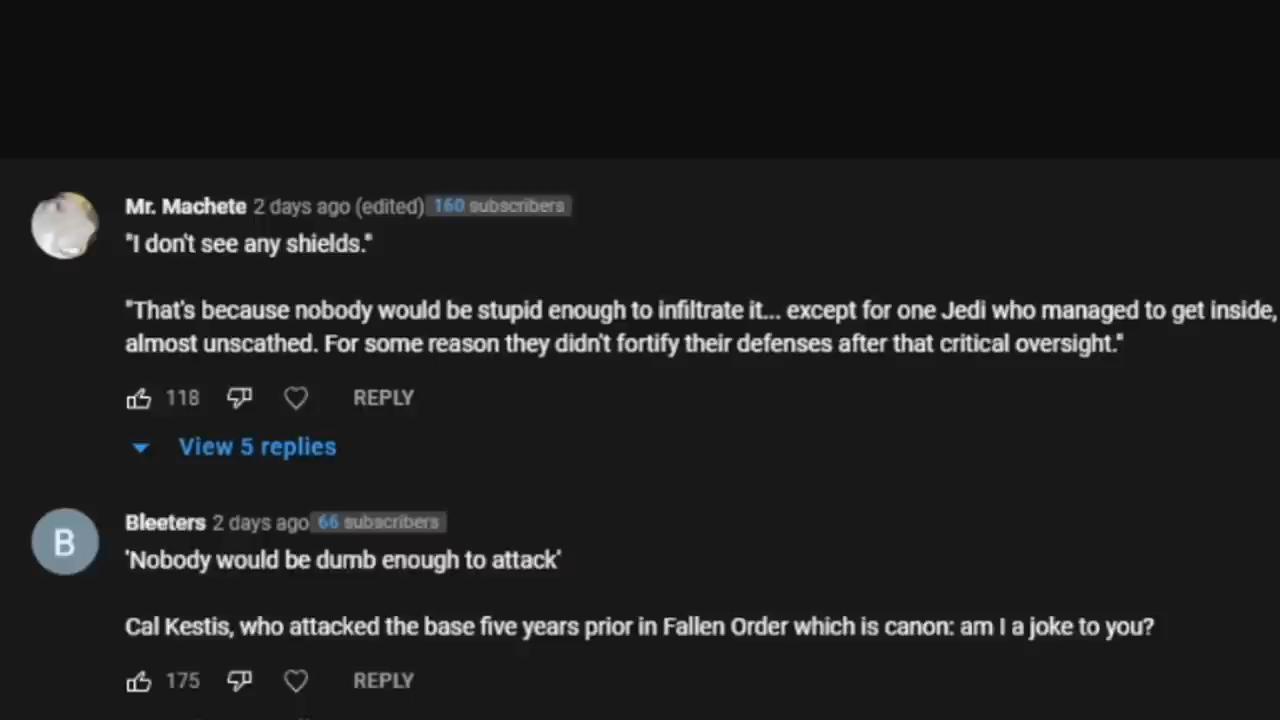 Mr. Machete 2 days ago (edited) 160 subscribers
"I don't see any shields."
"That's because nobody would be stupid enough to infiltrate it... except for one Jedi who managed to get inside,
almost unscathed. For some reason they didn't fortify their defenses after that critical oversight."
118 REPLY
View 5 replies
B
Bleeters 2 days ago 66 subscribers
'Nobody would be dumb enough to attack'
Cal Kestis, who attacked the base five years prior in Fallen Order which is canon: am I a joke to you?
175 REPLY